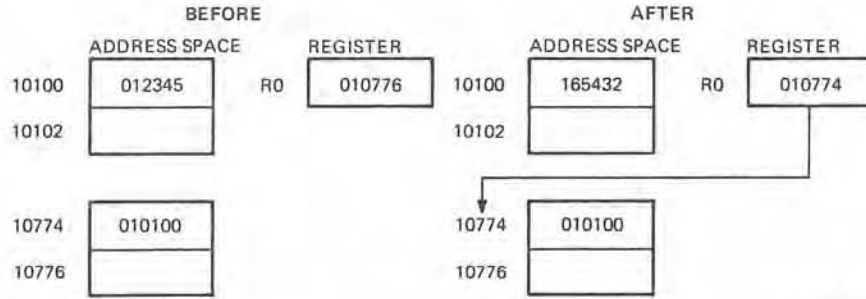 BEFORE AFTER
ADDRESS SPACE REGISTER ADDRESS SPACE REGISTER
10100 012345 R0 010776 10100 165432 R0 010774
10102 10102
10774 010100 10774 010100
10776 10776